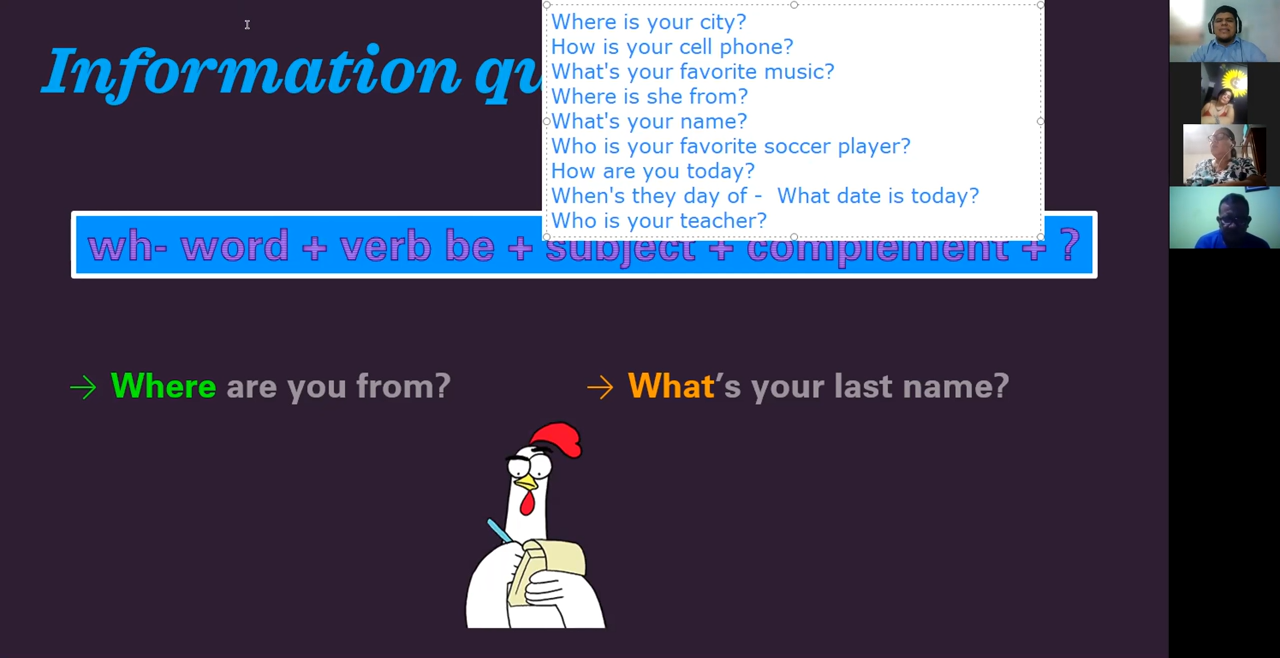 Information qu
Where is your city?
How is your cell phone?
What's your favorite music?
Where is she from?
What's your name?
Who is your favorite soccer player?
How are you today?
When's they day of -  What date is today?
Who is your teacher?
wh- word + verb be + subject + complement + ?
→ Where are you from?
→ What’s your last name?